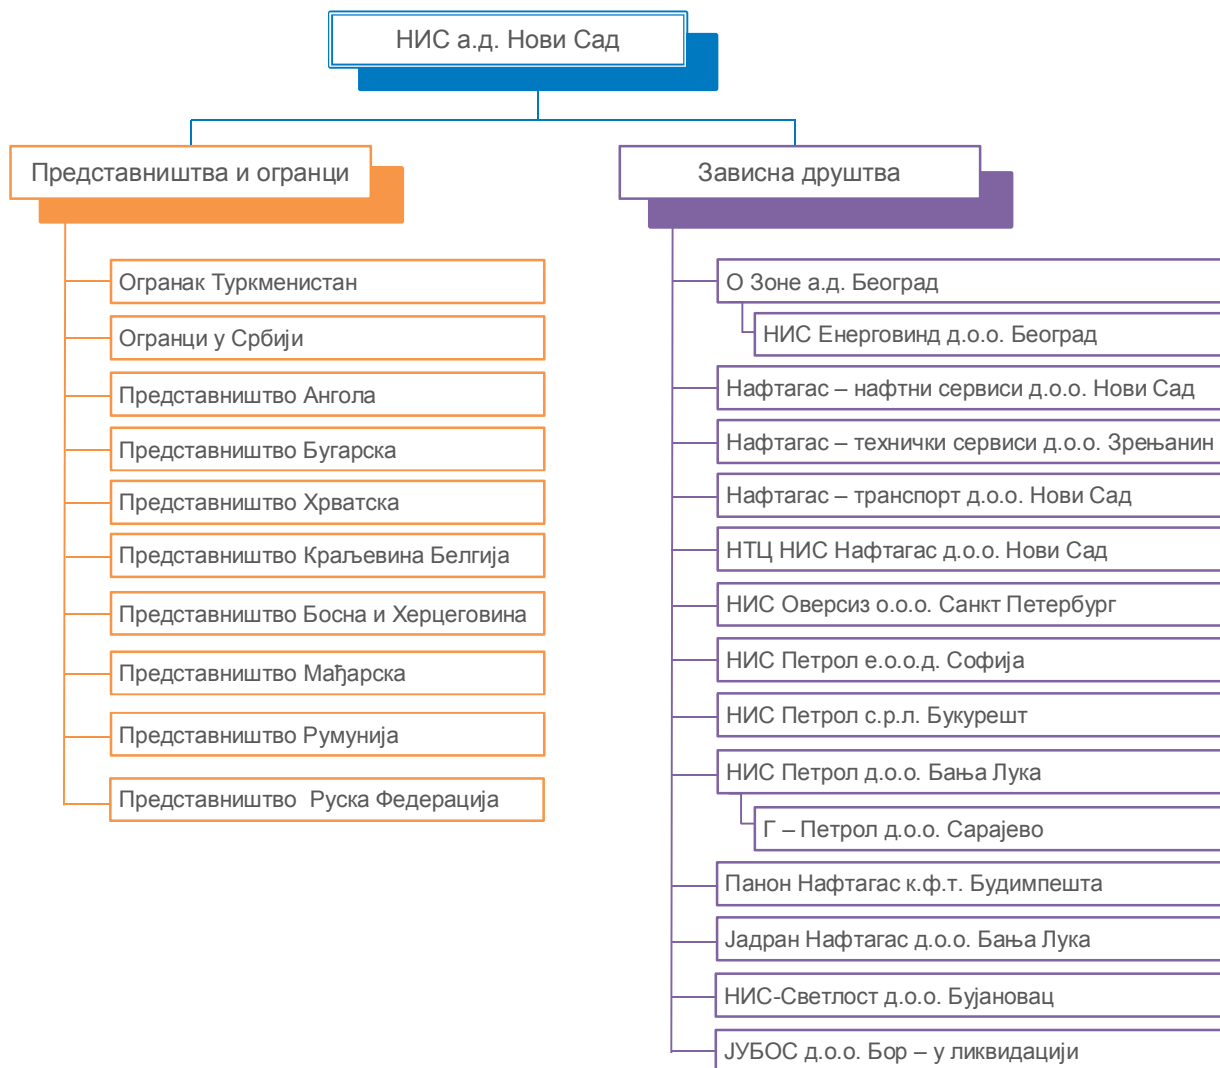 НИС а.д. Нови Сад
Представништва и огранци
Огранак Туркменистан
Огранци у Србији
Представништво Ангола
Представништво Бугарска
Представништво Хрватска
Представништво Краљевина Белгија
Представништво Босна и Херцеговина
Представништво Мађарска
Представништво Румунија
Представништво Руска Федерација
Зависна друштва
О Зоне а.д. Београд
НИС Енерговинд д.о.о. Београд
Нафтагас – нафтни сервиси д.о.о. Нови Сад
Нафтагас – технички сервиси д.о.о. Зрењанин
Нафтагас – транспорт д.о.о. Нови Сад
НТЦ НИС Нафтагас д.о.о. Нови Сад
НИС Оверсиз о.о.о. Санкт Петербург
НИС Петрол е.о.о.д. Софија
НИС Петрол с.р.л. Букурешт
НИС Петрол д.о.о. Бања Лука
Г – Петрол д.о.о. Сарајево
Панон Нафтагас к.ф.т. Будимпешта
Јадран Нафтагас д.о.о. Бања Лука
НИС-Светлост д.о.о. Бујановац
ЈУБОС д.о.о. Бор – у ликвидацији